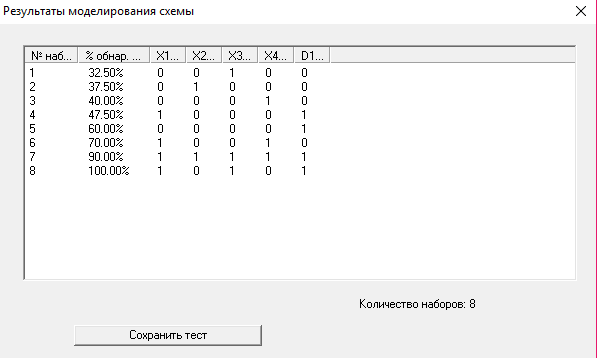 Результаты моделирования схемы
№ наб... % обнар. ... X1... X2... X3... X4... D1...
1 32.50% 0 0 1 0 0
2 37.50% 0 1 0 0 0
3 40.00% 0 0 0 1 0
4 47.50% 1 0 0 0 1
5 60.00% 0 0 0 0 1
6 70.00% 1 0 0 1 0
7 90.00% 1 1 1 1 1
8 100.00% 1 0 1 0 1
Количество наборов: 8
Сохранить тест